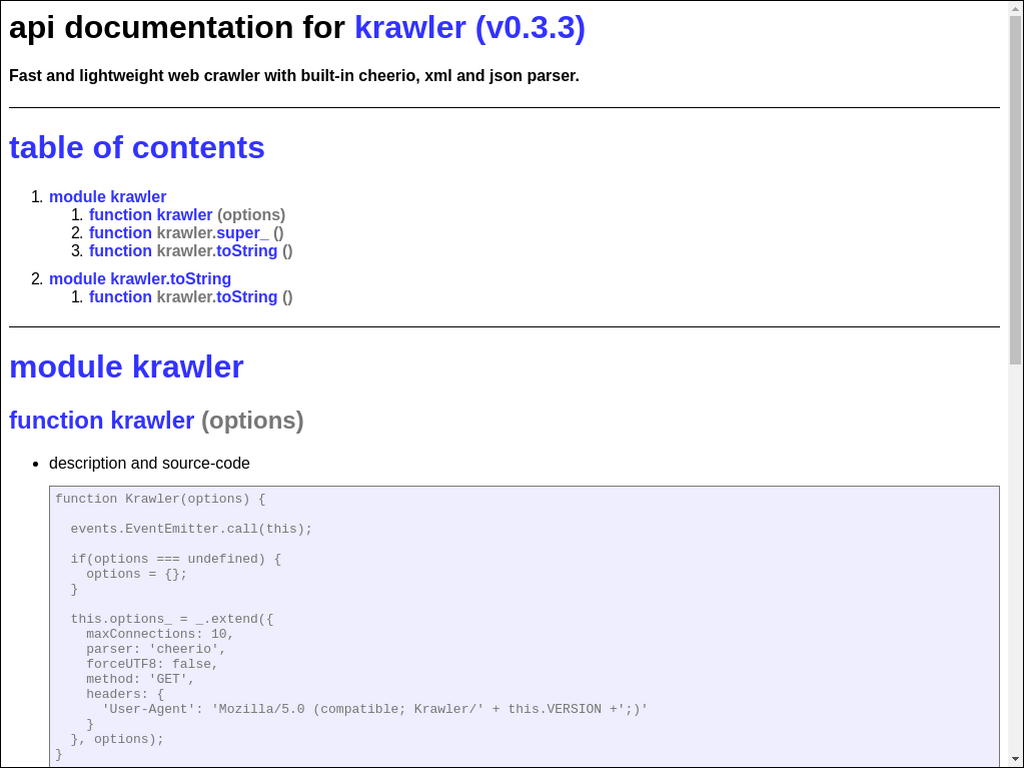 api documentation for krawler (v0.3.3)
Fast and lightweight web crawler with built-in cheerio, xml and json parser.
table of contents
1. module krawler
1. function krawler (options)
2. function krawler.super_ ()
3. function krawler.toString ()
2. module krawler.toString
1. function krawler.toString ()
module krawler
function krawler (options)
• description and source-code
function Krawler(options) {
events.EventEmitter.call(this);
if(options === undefined) {
options = {};
}
this.options_ = _.extend({
maxConnections: 10,
parser: 'cheerio',
forceUTF8: false,
method: 'GET',
headers: {
'User-Agent': 'Mozilla/5.0 (compatible; Krawler/' + this.VERSION +';)'
}
}, options);
}